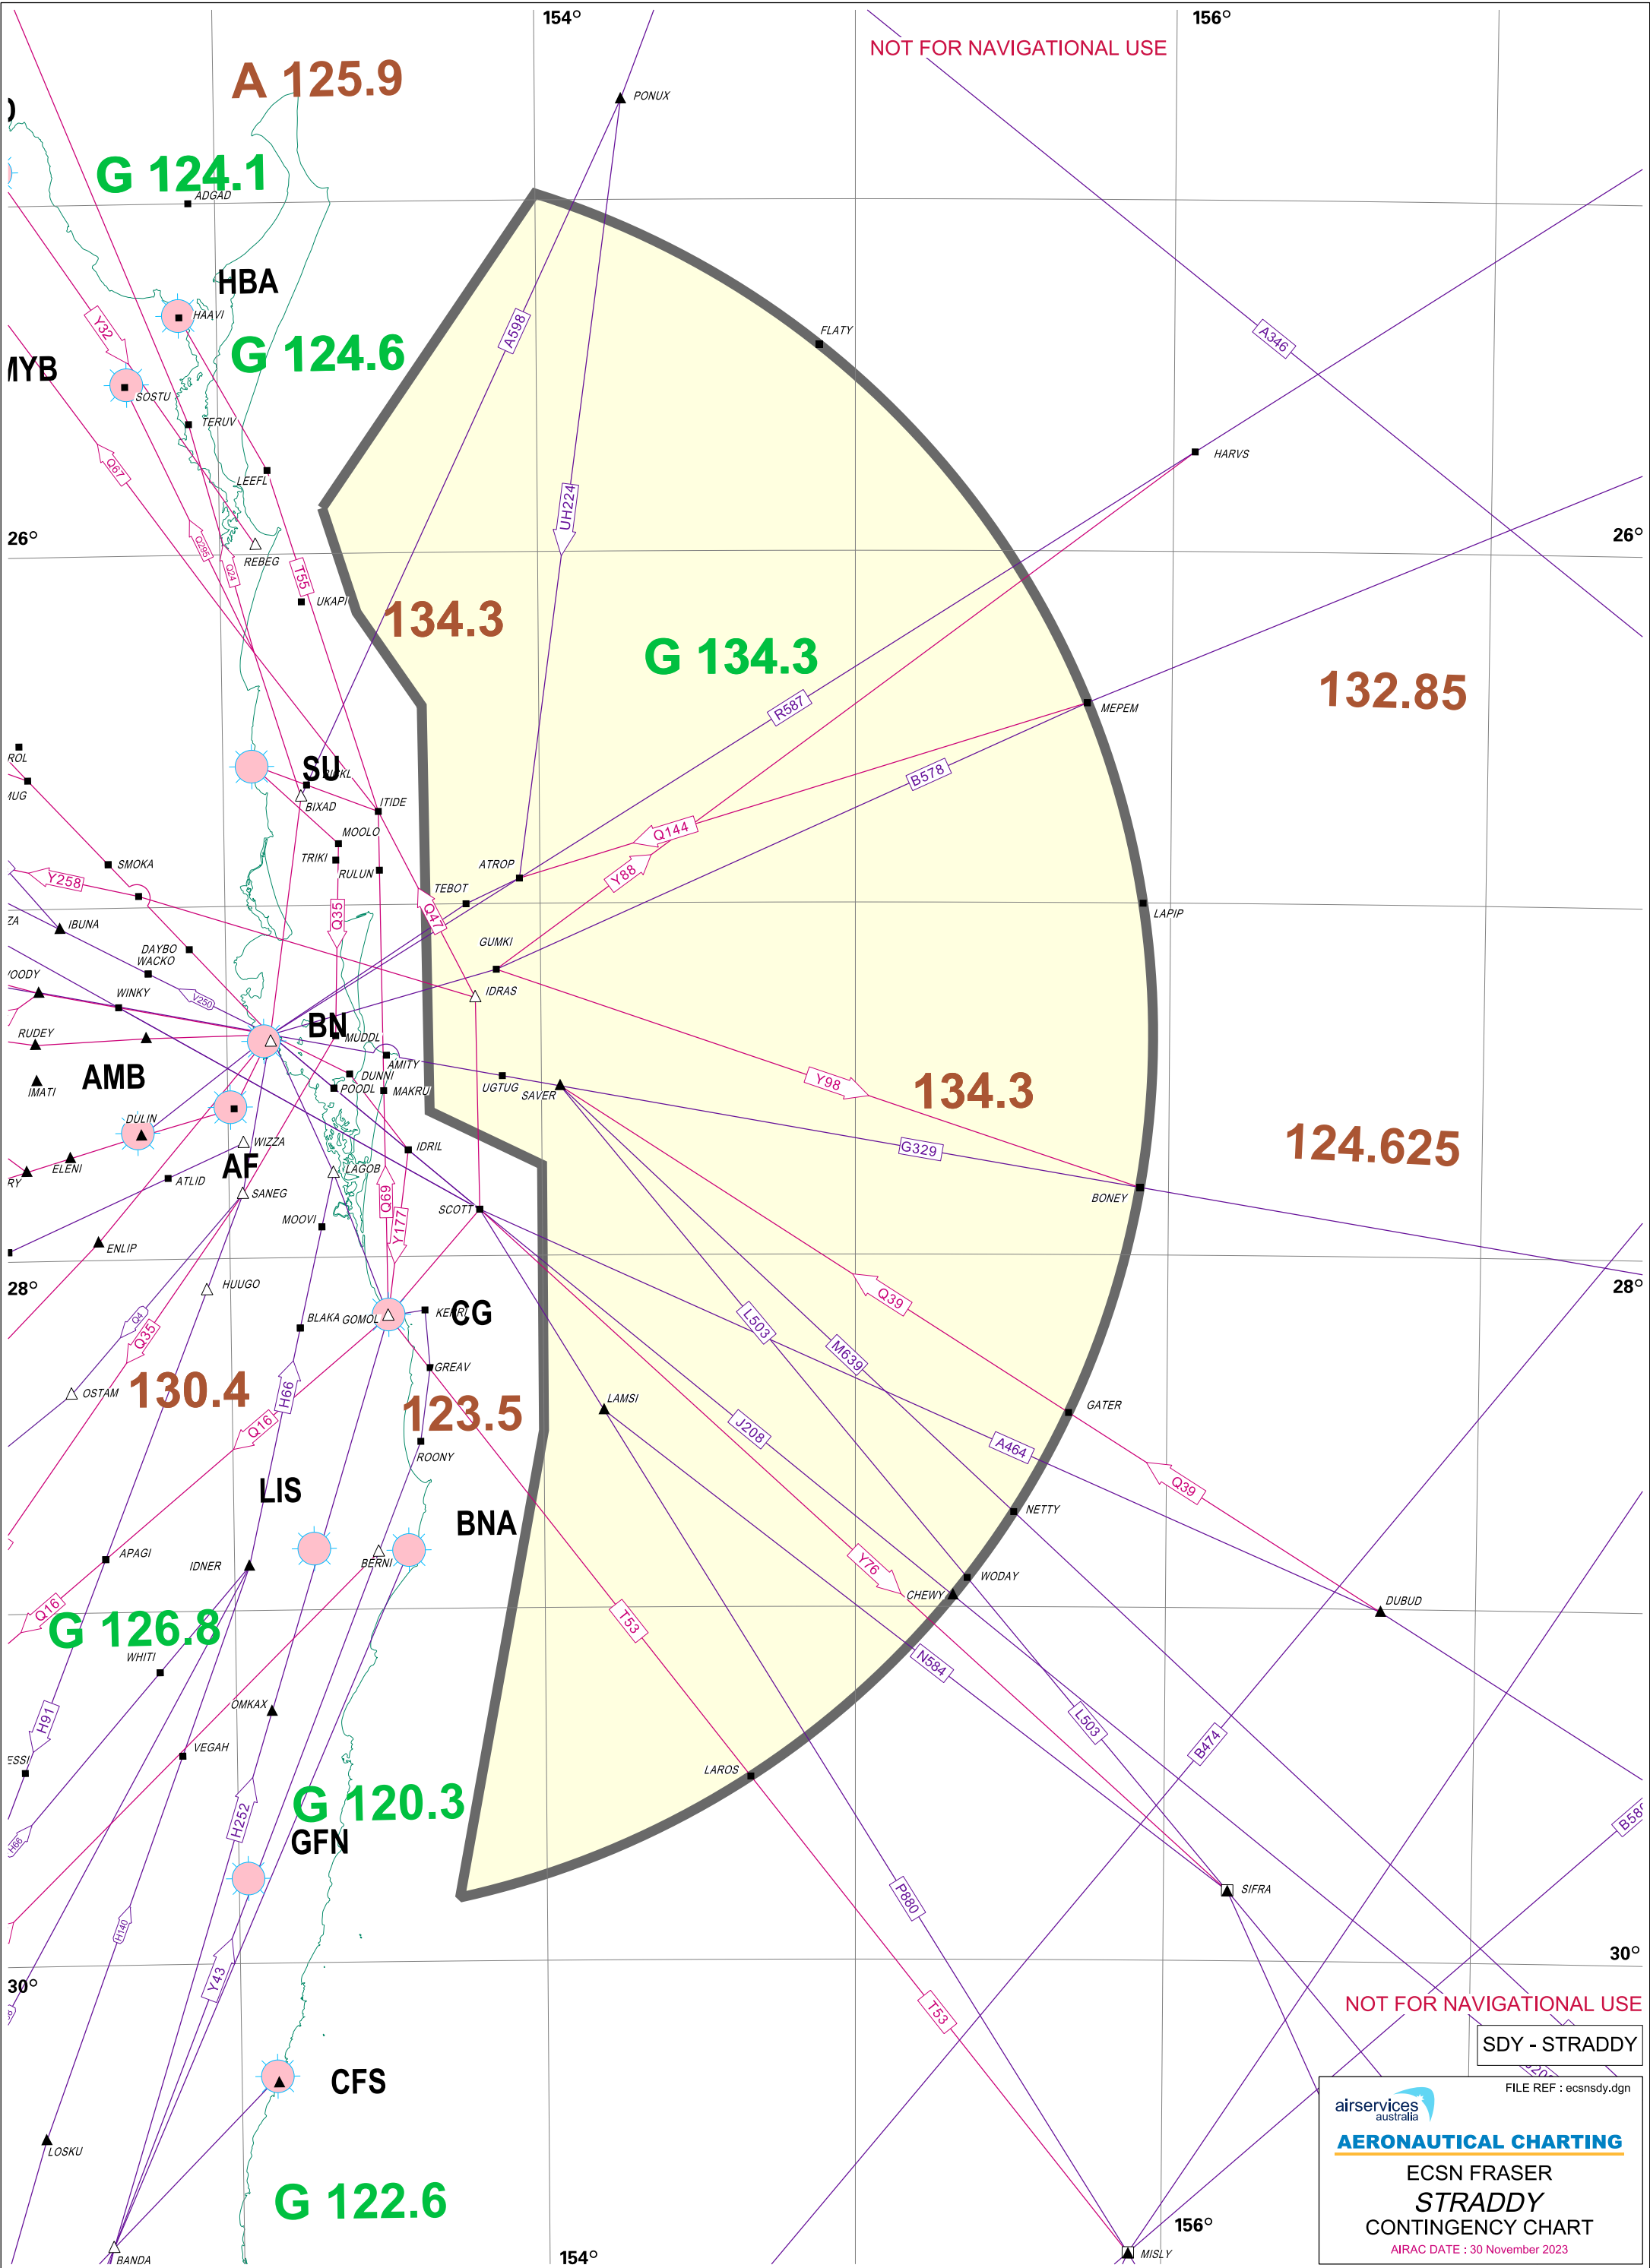 154°
156°
NOT FOR NAVIGATIONAL USE
A 125.9
PONUX
G 124.1
ADGAD
HBA
HAAVI
Y32
A598
FLATY
A346
G 124.6
MYB
SOSTU
TERUV
Q67
LEEFL
HARVS
UH224
26°
26°
Q295
Q24
REBEG
T55
UKAPI
134.3
G 134.3
132.85
R587
MEPEM
SU
BIXAD
ITIDE
B578
MOOLO
Q144
SMOKA
TRIKI
RULUN
ATROP
Y88
Y258
TEBOT
LAPIP
IBUNA
Q35
Q47
DAYBO
WACKO
GUMKI
V250
IDRAS
WINKY
BN
MUDDL
RUDEY
AMITY
AMB
DUNNI
POODL
MAKRU
UGTUG
SAVER
Y98
134.3
IMATI
DULIN
WIZZA
IDRIL
G329
124.625
ELENI
AF
LAGOB
ATLID
SANEG
BONEY
MOOVI
Q69
Y177
SCOTT
ENLIP
28°
28°
HUUGO
Q39
Q4
BLAKA
GOMOL
KERRI
CG
L503
Q35
GREAV
M639
OSTAM
130.4
H66
123.5
LAMSI
GATER
Q16
J208
A464
ROONY
Q39
LIS
BNA
NETTY
APAGI
IDNER
BERNI
Y76
WODAY
CHEWY
DUBUD
Q16
G 126.8
T53
WHITI
N584
OMKAX
H91
L503
B474
VEGAH
LAROS
G 120.3
H252
H66
GFN
P880
SIFRA
H140
30°
30°
Y43
T53
NOT FOR NAVIGATIONAL USE
SDY - STRADDY
CFS
FILE REF : ecsnsdy.dgn
airservices
australia
AERONAUTICAL CHARTING
LOSKU
ECSN FRASER
G 122.6
STRADDY
CONTINGENCY CHART
156°
AIRAC DATE : 30 November 2023
BANDA
154°
MISLY